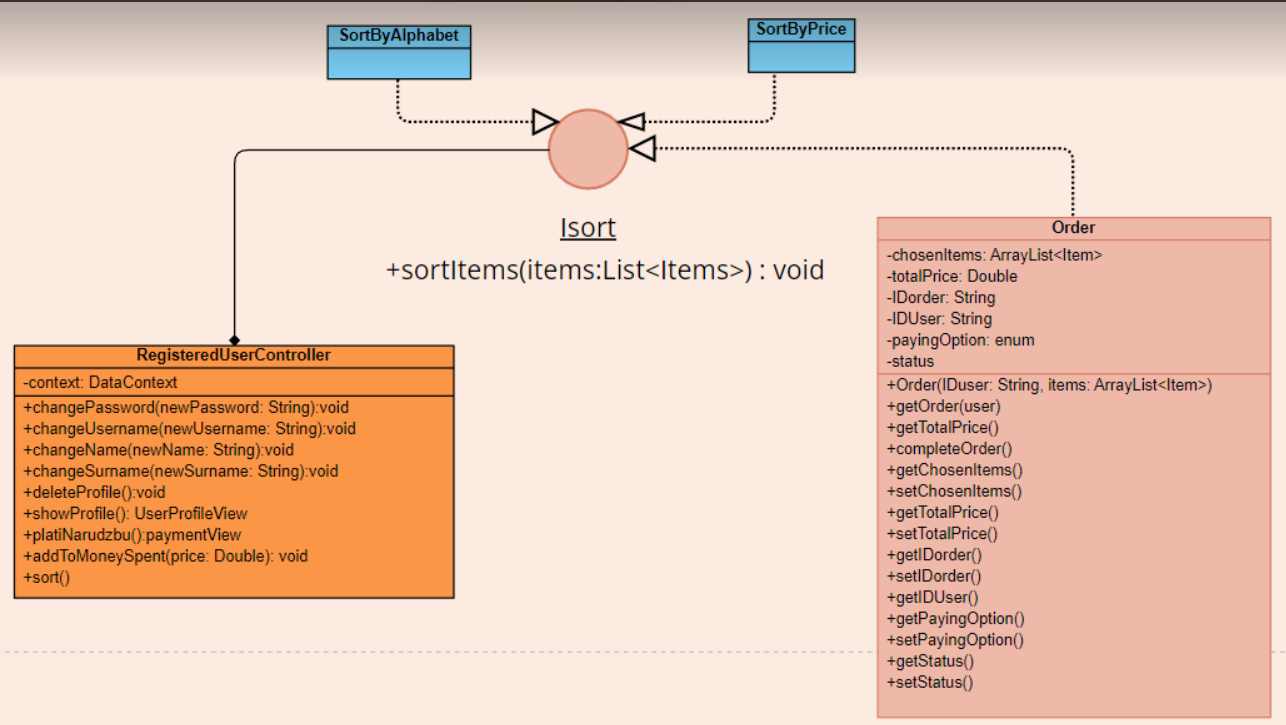 SortByAlphabet
SortByPrice
Isort
+sortItems(items:List<Items>) : void
RegisteredUserController
-context: DataContext
+changePassword(newPassword: String):void
+changeUsername(newUsername: String):void
+changeName(newName: String):void
+changeSurname(newSurname: String):void
+deleteProfile():void
+showProfile(): UserProfileView
+platiNarudzbu():paymentView
+addToMoneySpent(price: Double): void
+sort()
Order
-chosenItems: ArrayList<Item>
-totalPrice: Double
-IDorder: String
-IDUser: String
-payingOption: enum
-status
+Order(IDuser: String, items: ArrayList<Item>)
+getOrder(user)
+getTotalPrice()
+completeOrder()
+getChosenItems()
+setChosenItems()
+getTotalPrice()
+setTotalPrice()
+getIDorder()
+setIDorder()
+getIDUser()
+getPayingOption()
+setPayingOption()
+getStatus()
+setStatus()